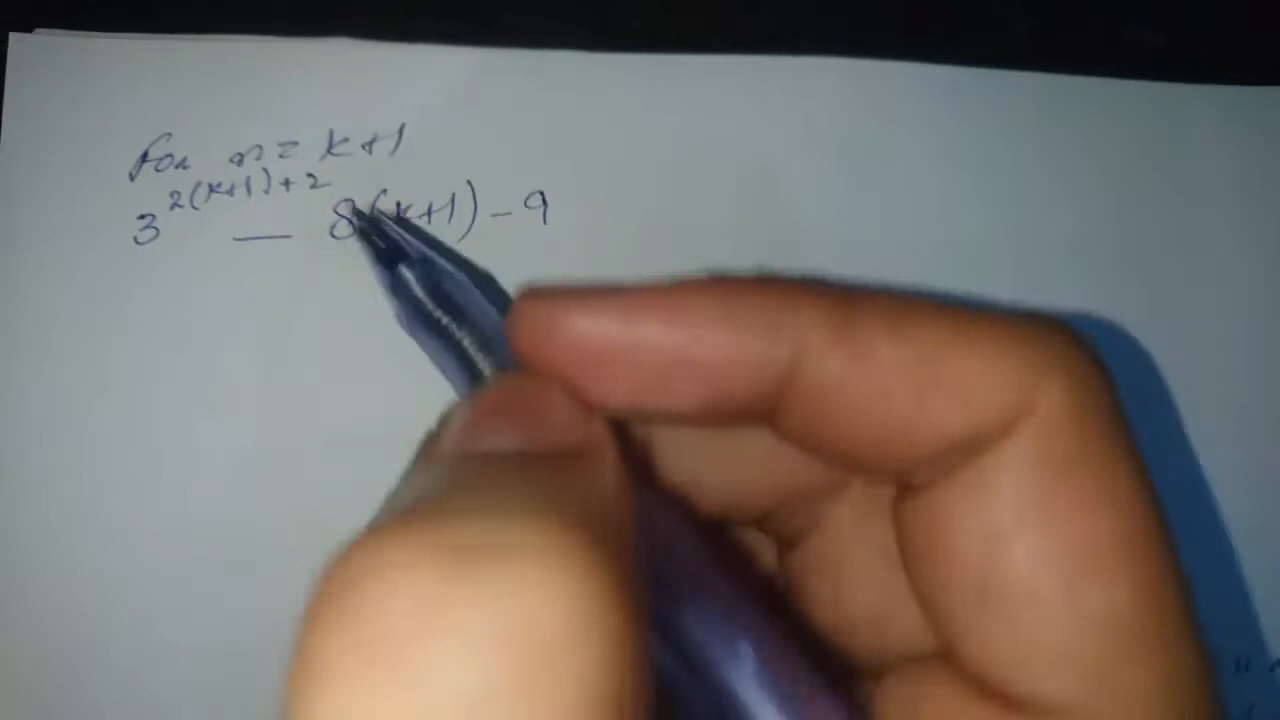 For n = k+1
3^{2(k+1)+2} — 8(k+1) - 9